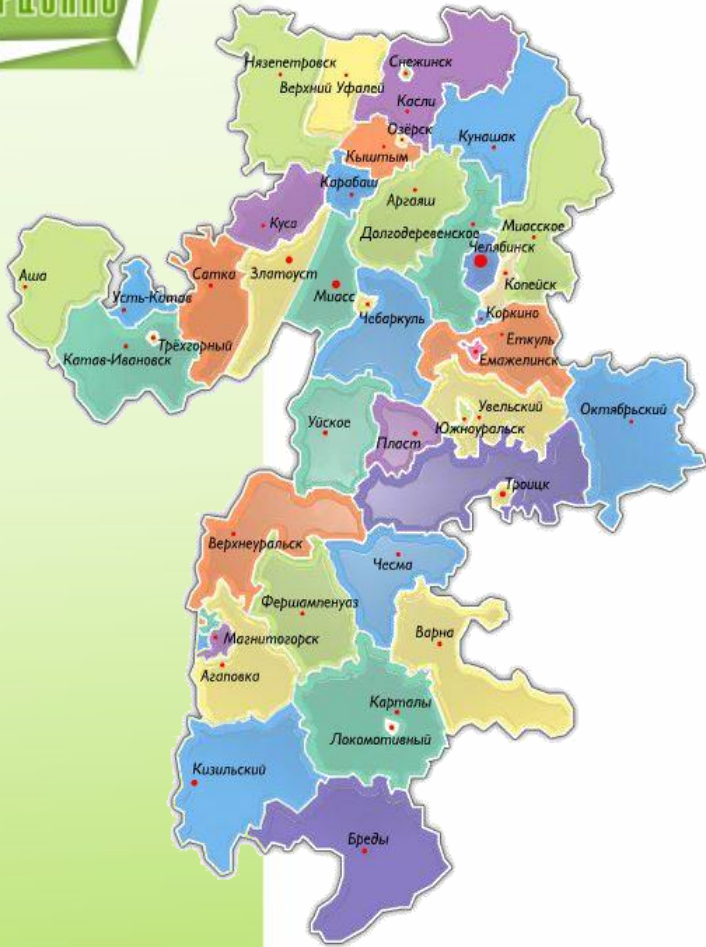 Нязепетровск
Верхний Уфалей
Снежинск
Касли
Озёрск
Кыштым
Кунашак
Карабаш
Аргаяш
Куса
Долгодеревенское
Миасское
Челябинск
Аша
Сатка
Златоуст
Копейск
Усть-Катав
Миасс
Чебаркуль
Коркино
Трёхгорный
Еткуль
Катав-Ивановск
Емажелинск
Уйское
Увельский
Октябрьский
Южноуральск
Пласт
Троицк
Верхнеуральск
Чесма
Фершампенуаз
Магнитогорск
Варна
Агаповка
Карталы
Локомотивный
Кизильский
Бреды